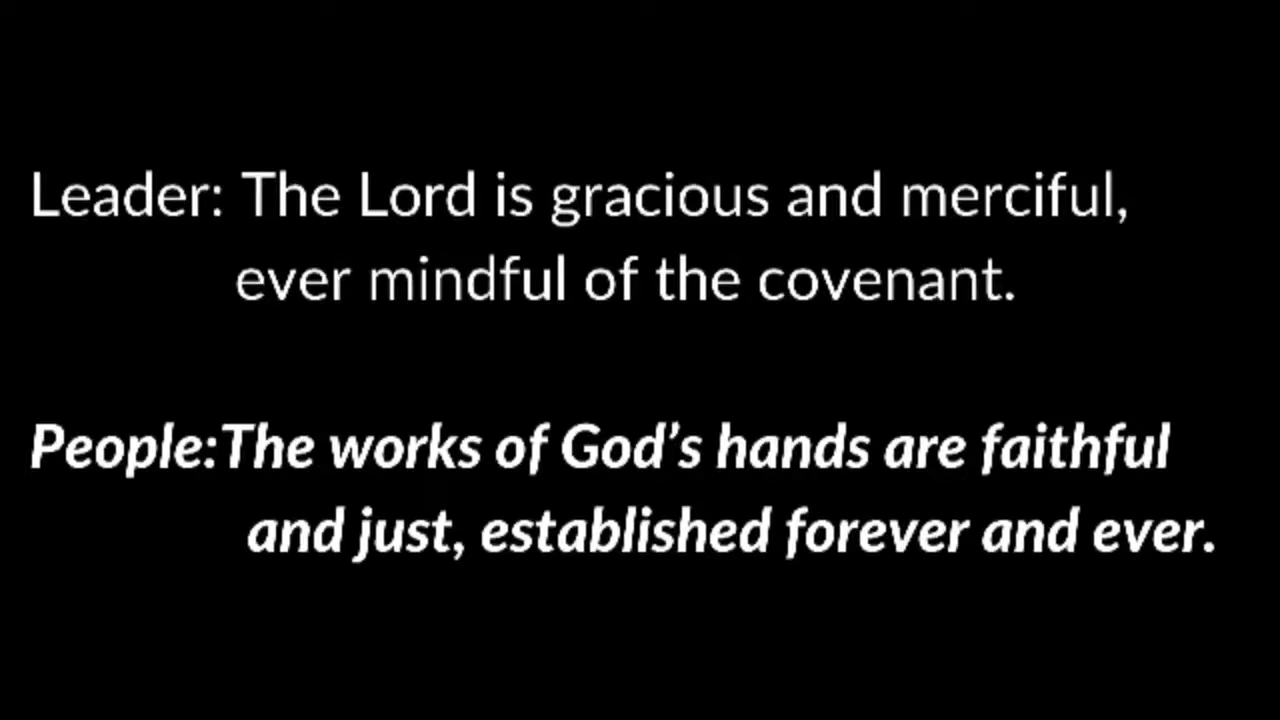 Leader: The Lord is gracious and merciful,
ever mindful of the covenant.
People:The works of God’s hands are faithful
and just, established forever and ever.